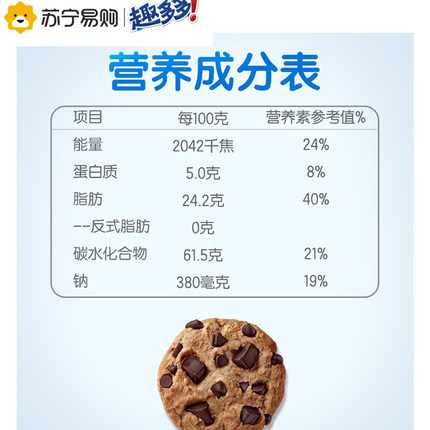 苏宁易购 趣多多!
营养成分表
项目 每100克 营养素参考值%
能量 2042千焦 24%
蛋白质 5.0克 8%
脂肪 24.2克 40%
--反式脂肪 0克
碳水化合物 61.5克 21%
钠 380毫克 19%